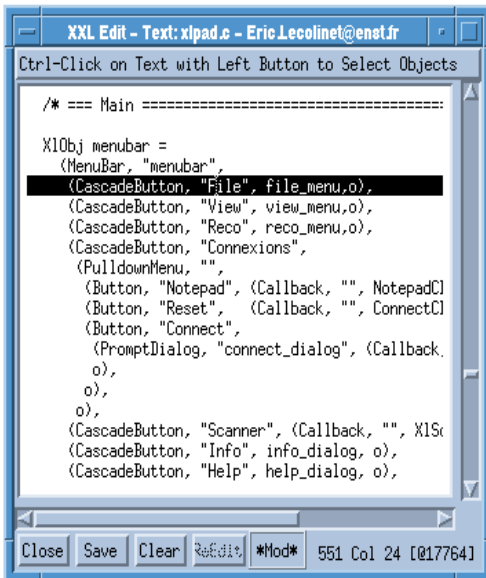 XXL Edit - Text: xlpad.c - Eric.Lecolinet@enst.fr
Ctrl-Click on Text with Left Button to Select Objects
/* === Main =====================================
XlObj menubar =
(MenuBar, "menubar",
(CascadeButton, "File", file_menu,o),
(CascadeButton, "View", view_menu,o),
(CascadeButton, "Reco", reco_menu,o),
(CascadeButton, "Connexions",
(PulldownMenu, "",
(Button, "Notepad", (Callback, "", NotepadCl
(Button, "Reset", (Callback, "", ConnectCl
(Button, "Connect",
(PromptDialog, "connect_dialog", (Callback,
o),
o),
o),
(CascadeButton, "Scanner", (Callback, "", XlSc
(CascadeButton, "Info", info_dialog, o),
(CascadeButton, "Help", help_dialog, o),
Close Save Clear ReEdit *Mod* 551 Col 24 [@17764]